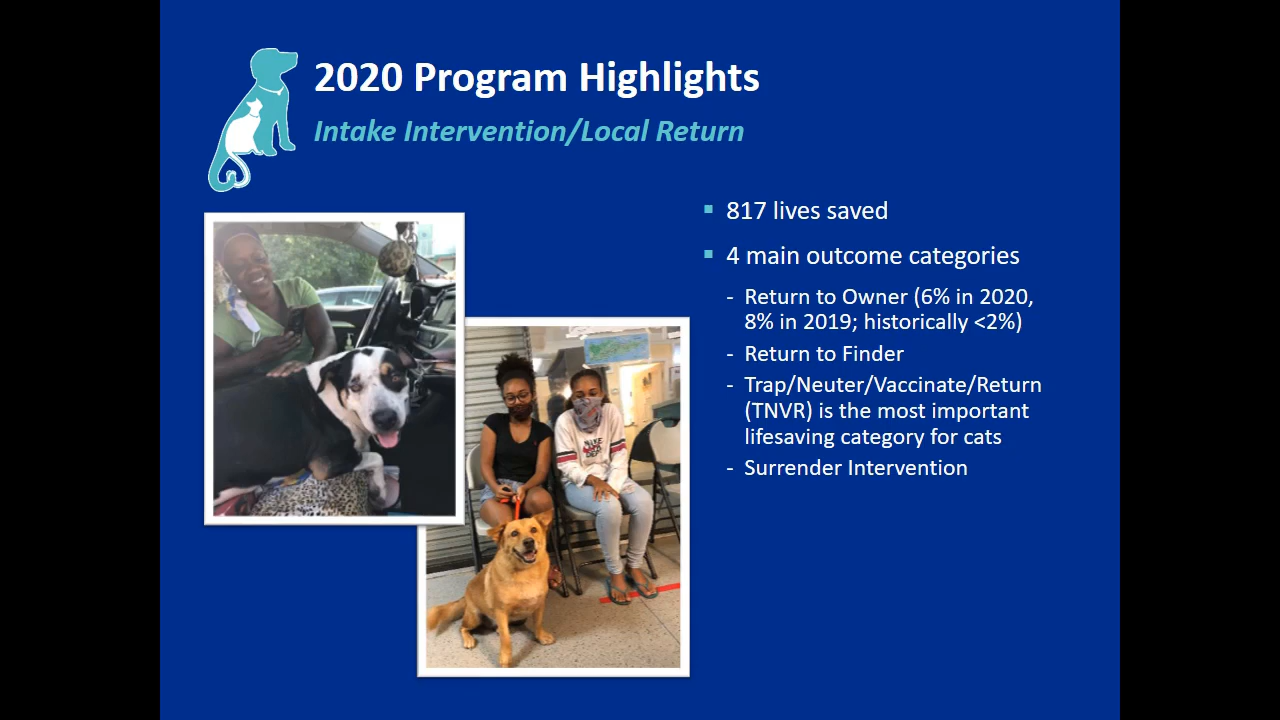 2020 Program Highlights
Intake Intervention/Local Return
▪ 817 lives saved
▪ 4 main outcome categories
- Return to Owner (6% in 2020,
8% in 2019; historically <2%)
- Return to Finder
- Trap/Neuter/Vaccinate/Return
(TNVR) is the most important
lifesaving category for cats
- Surrender Intervention